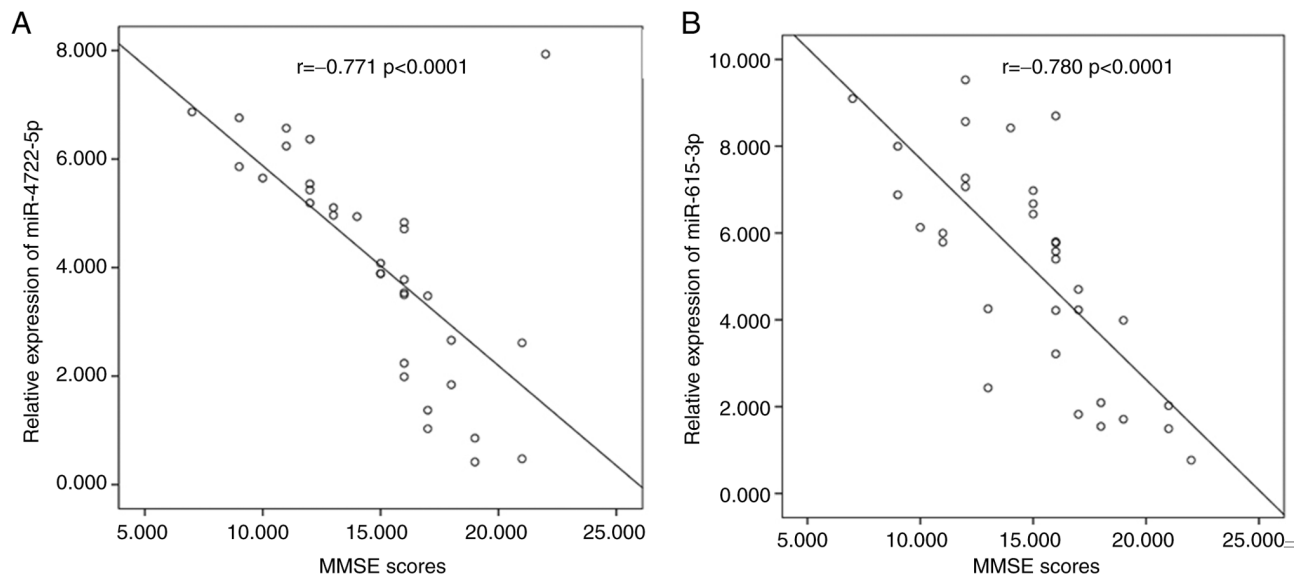 A
r=–0.771 p<0.0001
Relative expression of miR-4722-5p
8.000
6.000
4.000
2.000
0.000
5.000 10.000 15.000 20.000 25.000
MMSE scores
B
r=–0.780 p<0.0001
Relative expression of miR-615-3p
10.000
8.000
6.000
4.000
2.000
0.000
5.000 10.000 15.000 20.000 25.000
MMSE scores